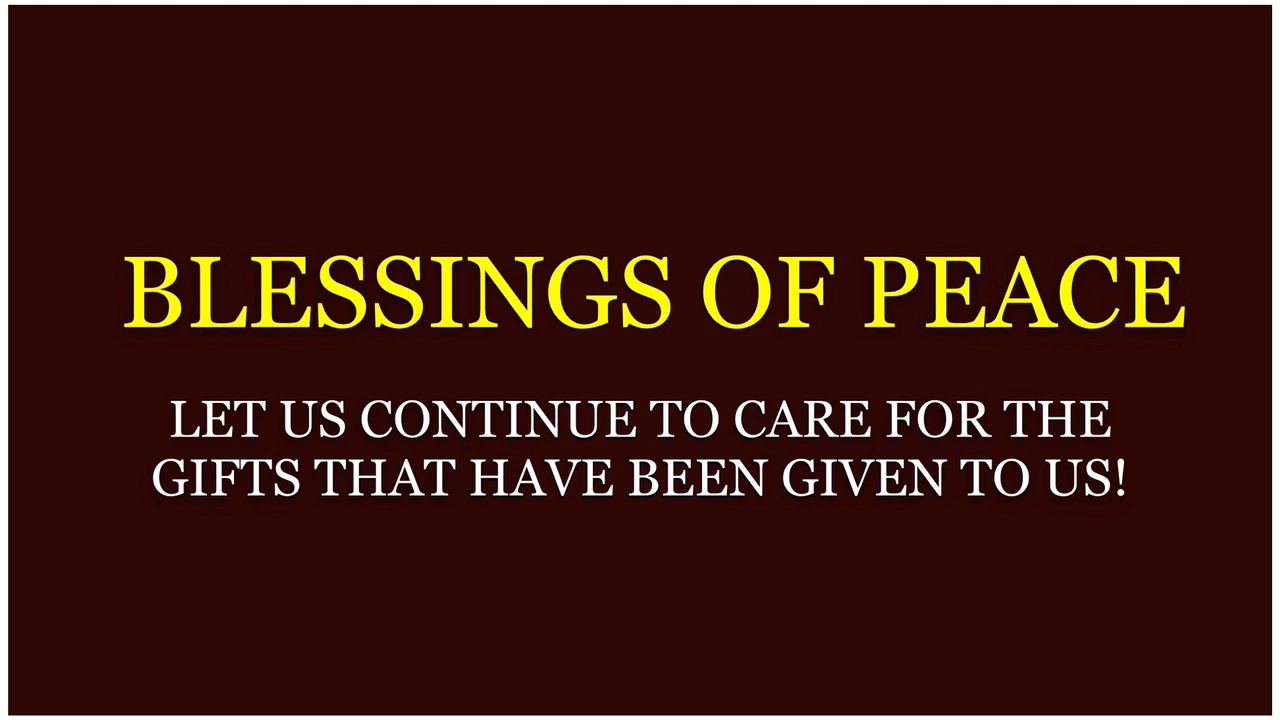 BLESSINGS OF PEACE
LET US CONTINUE TO CARE FOR THE
GIFTS THAT HAVE BEEN GIVEN TO US!